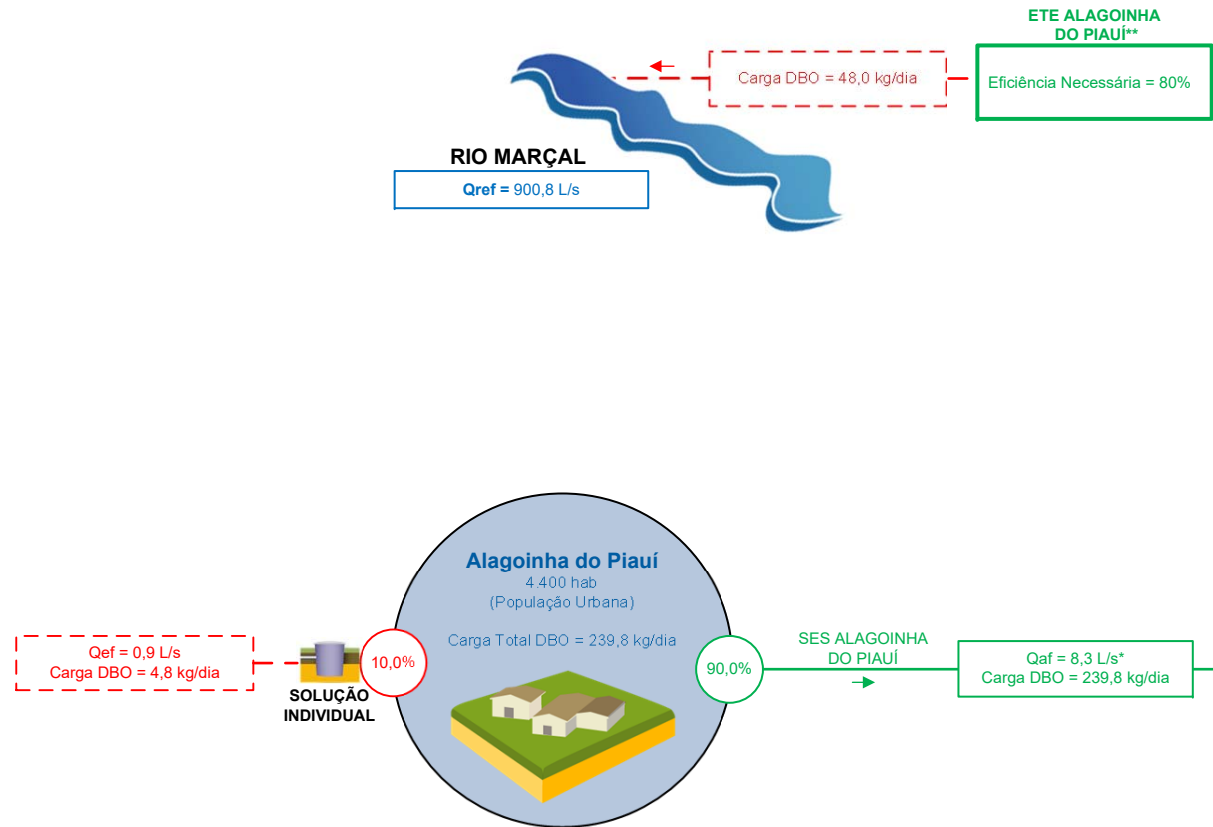 ETE ALAGOINHA
DO PIAUÍ**
Carga DBO = 48,0 kg/dia
Eficiência Necessária = 80%
RIO MARÇAL
Qref = 900,8 L/s
Alagoinha do Piauí
4.400 hab
(População Urbana)
Carga Total DBO = 239,8 kg/dia
Qef = 0,9 L/s
Carga DBO = 4,8 kg/dia
10,0%
SOLUÇÃO
INDIVIDUAL
90,0%
SES ALAGOINHA
DO PIAUÍ
Qaf = 8,3 L/s*
Carga DBO = 239,8 kg/dia